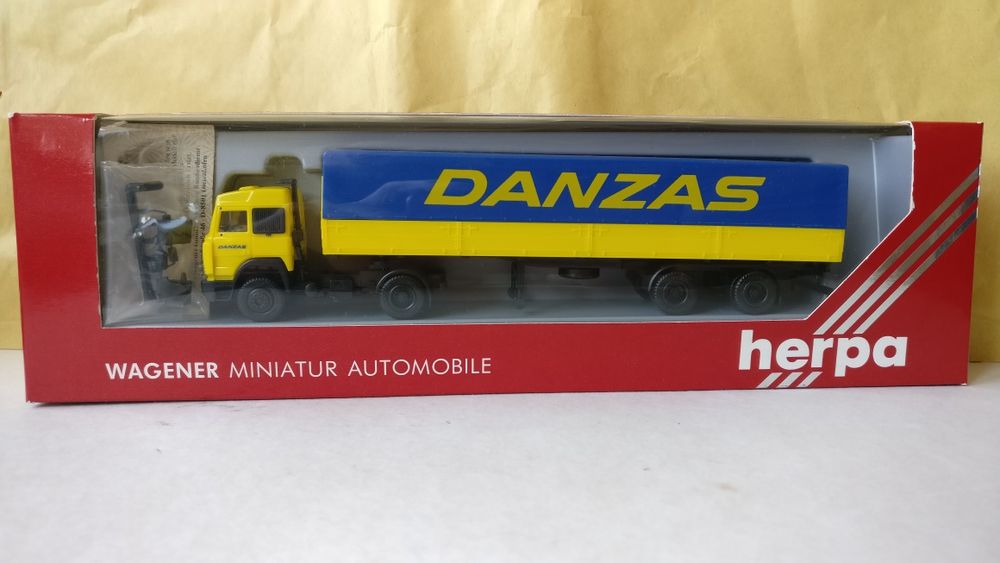 DANZAS
DANZAS
WAGENER MINIATUR AUTOMOBILE
herpa